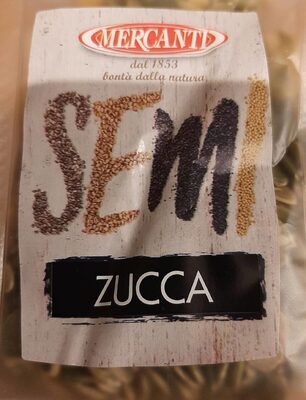 MERCANTI
dal 1853
bontà dalla natura
SEMI
ZUCCA